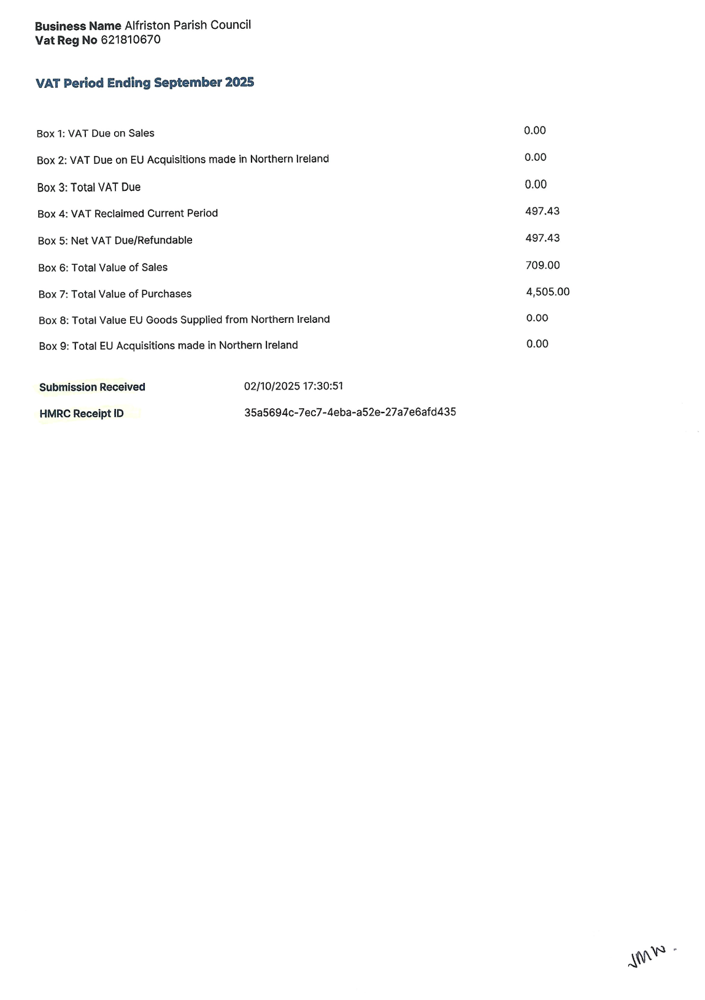 Business Name Alfriston Parish Council
Vat Reg No 621810670
VAT Period Ending September 2025
Box 1: VAT Due on Sales 0.00
Box 2: VAT Due on EU Acquisitions made in Northern Ireland 0.00
Box 3: Total VAT Due 0.00
Box 4: VAT Reclaimed Current Period 497.43
Box 5: Net VAT Due/Refundable 497.43
Box 6: Total Value of Sales 709.00
Box 7: Total Value of Purchases 4,505.00
Box 8: Total Value EU Goods Supplied from Northern Ireland 0.00
Box 9: Total EU Acquisitions made in Northern Ireland 0.00
Submission Received 02/10/2025 17:30:51
HMRC Receipt ID 35a5694c-7ec7-4eba-a52e-27a7e6afd435
JMW.